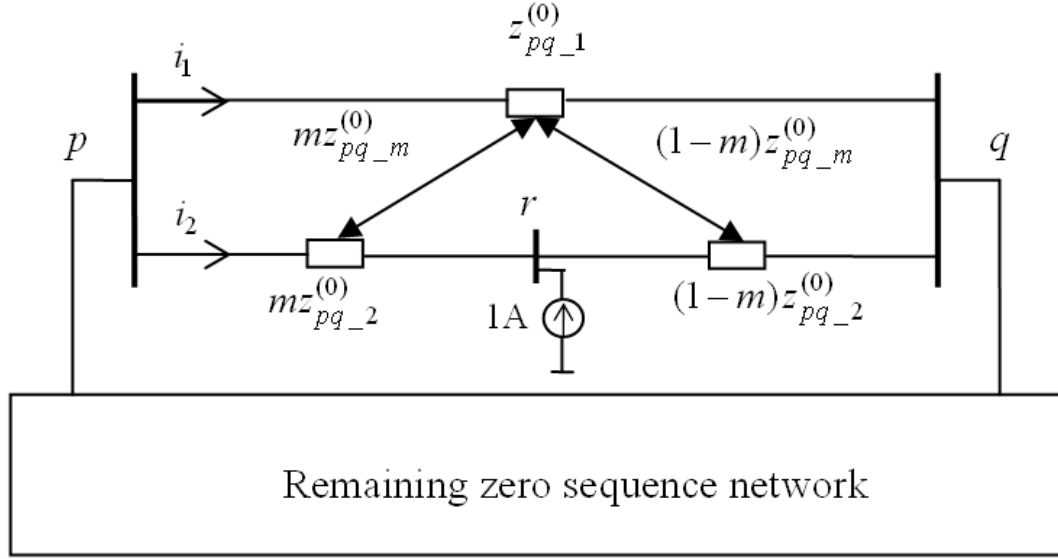 z_{pq_1}^{(0)}
i_1
p
mz_{pq_m}^{(0)}
(1-m)z_{pq_m}^{(0)}
q
i_2
r
mz_{pq_2}^{(0)}
1A
(1-m)z_{pq_2}^{(0)}
Remaining zero sequence network